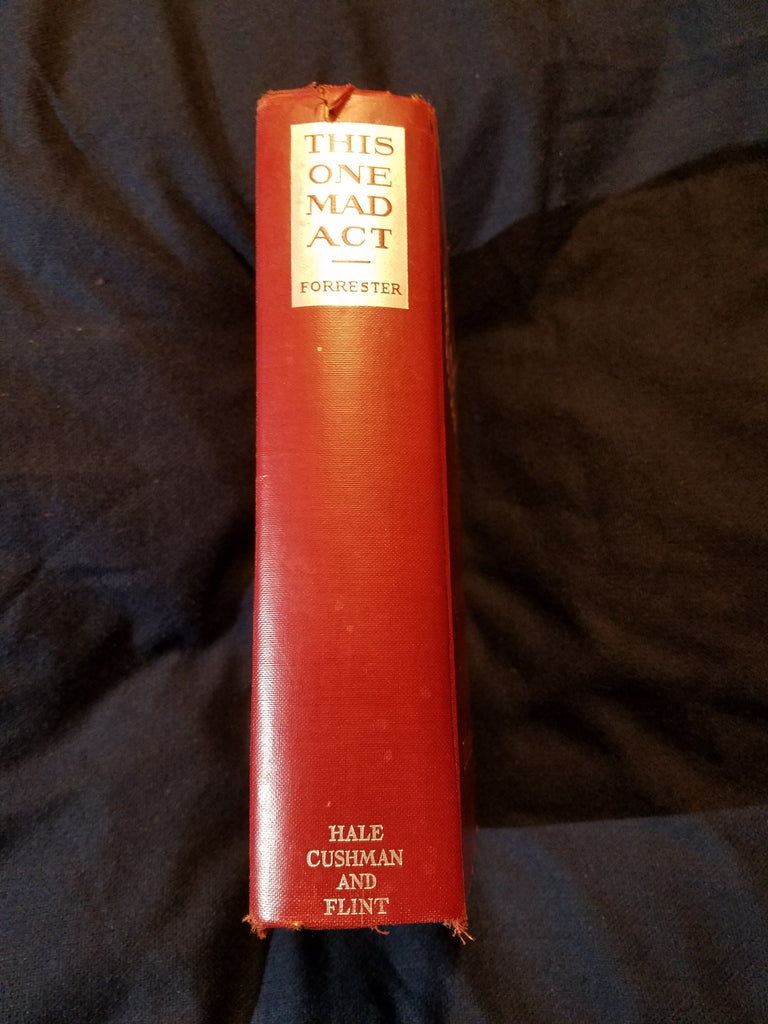 THIS
ONE
MAD
ACT
FORRESTER
HALE
CUSHMAN
AND
FLINT